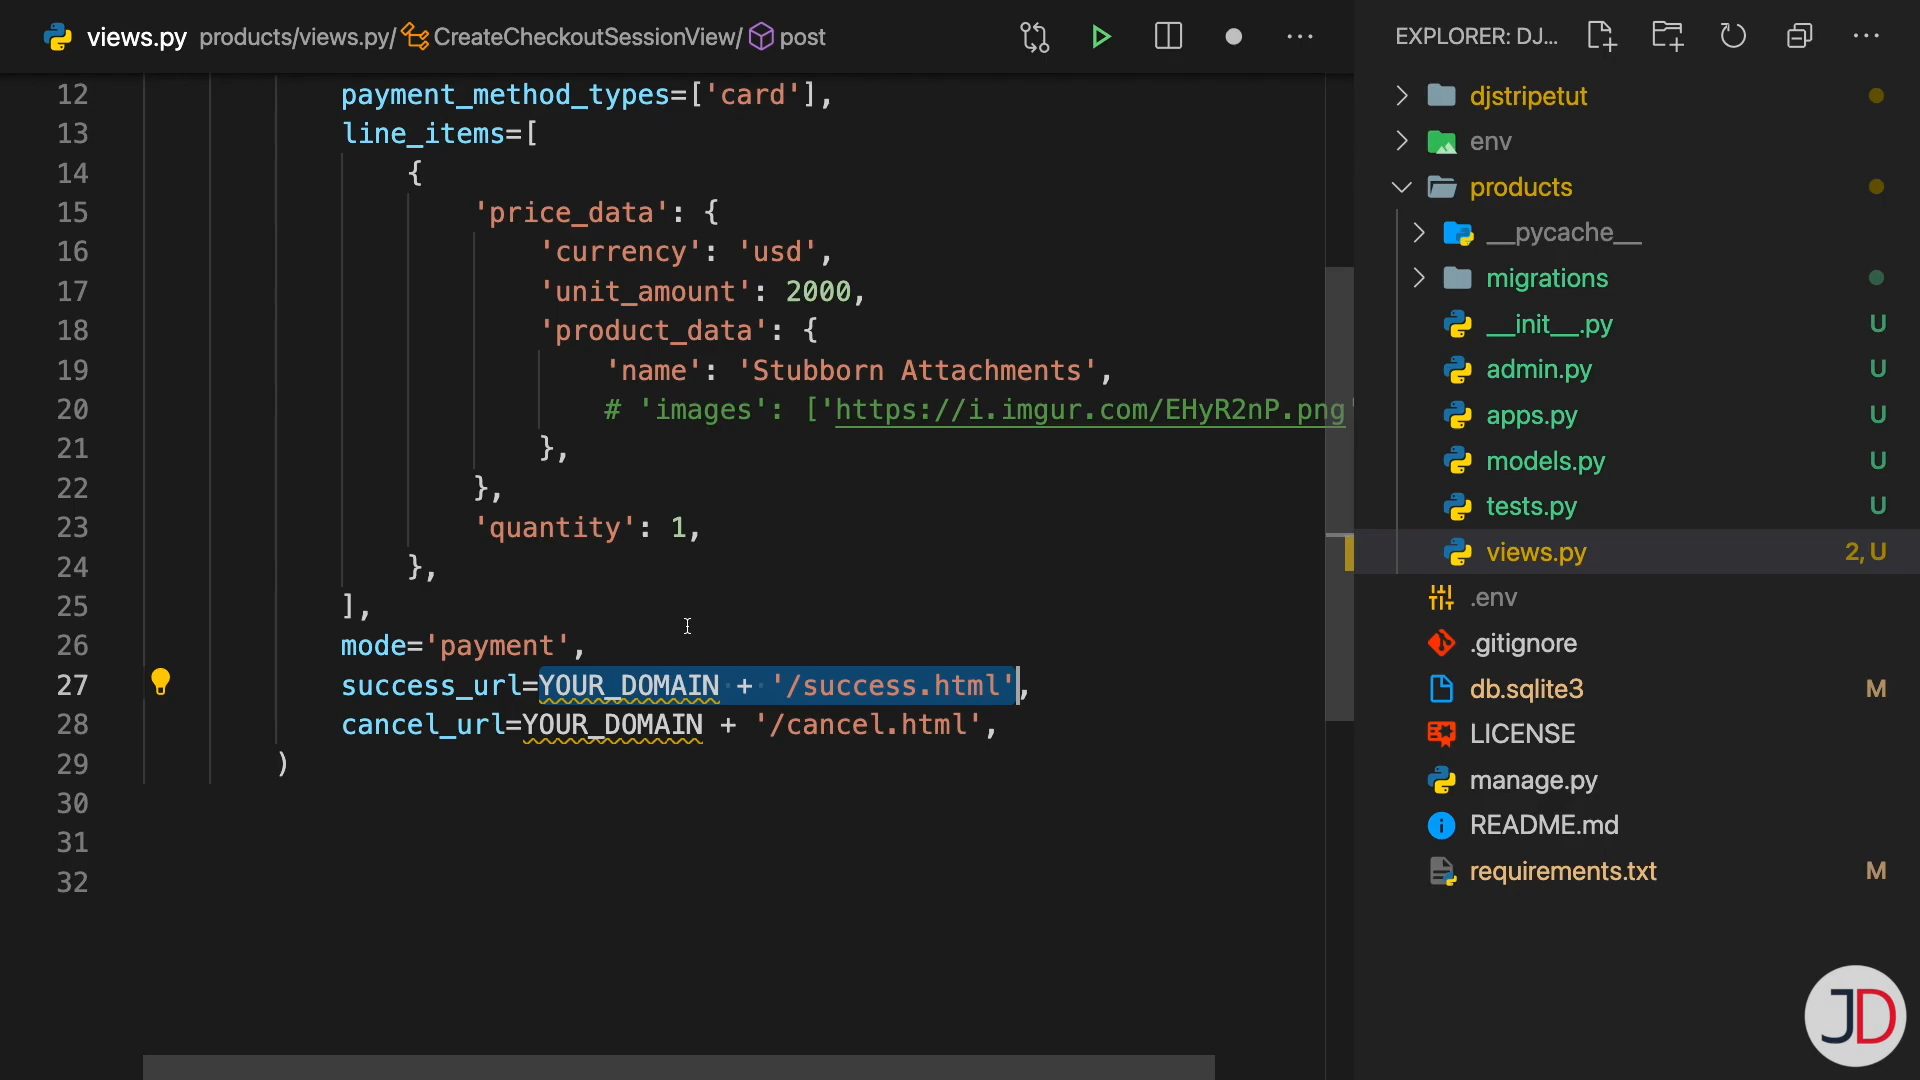 views.py products/views.py/ CreateCheckoutSessionView/ post
EXPLORER: DJ...
12 payment_method_types=['card'],
13 line_items=[
14 {
15 'price_data': {
16 'currency': 'usd',
17 'unit_amount': 2000,
18 'product_data': {
19 'name': 'Stubborn Attachments',
20 # 'images': ['https://i.imgur.com/EHyR2nP.png'
21 },
22 },
23 'quantity': 1,
24 },
25 ],
26 mode='payment',
27 success_url=YOUR_DOMAIN + '/success.html',
28 cancel_url=YOUR_DOMAIN + '/cancel.html',
29 )
30
31
32
djstripetut
env
products
__pycache__
migrations
__init__.py U
admin.py U
apps.py U
models.py U
tests.py U
views.py 2, U
.env
.gitignore
db.sqlite3 M
LICENSE
manage.py
README.md
requirements.txt M
JD